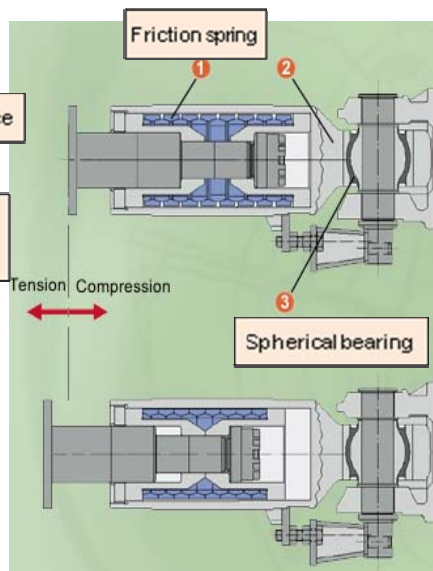 Friction spring
1
2
Tension
Compression
3
Spherical bearing